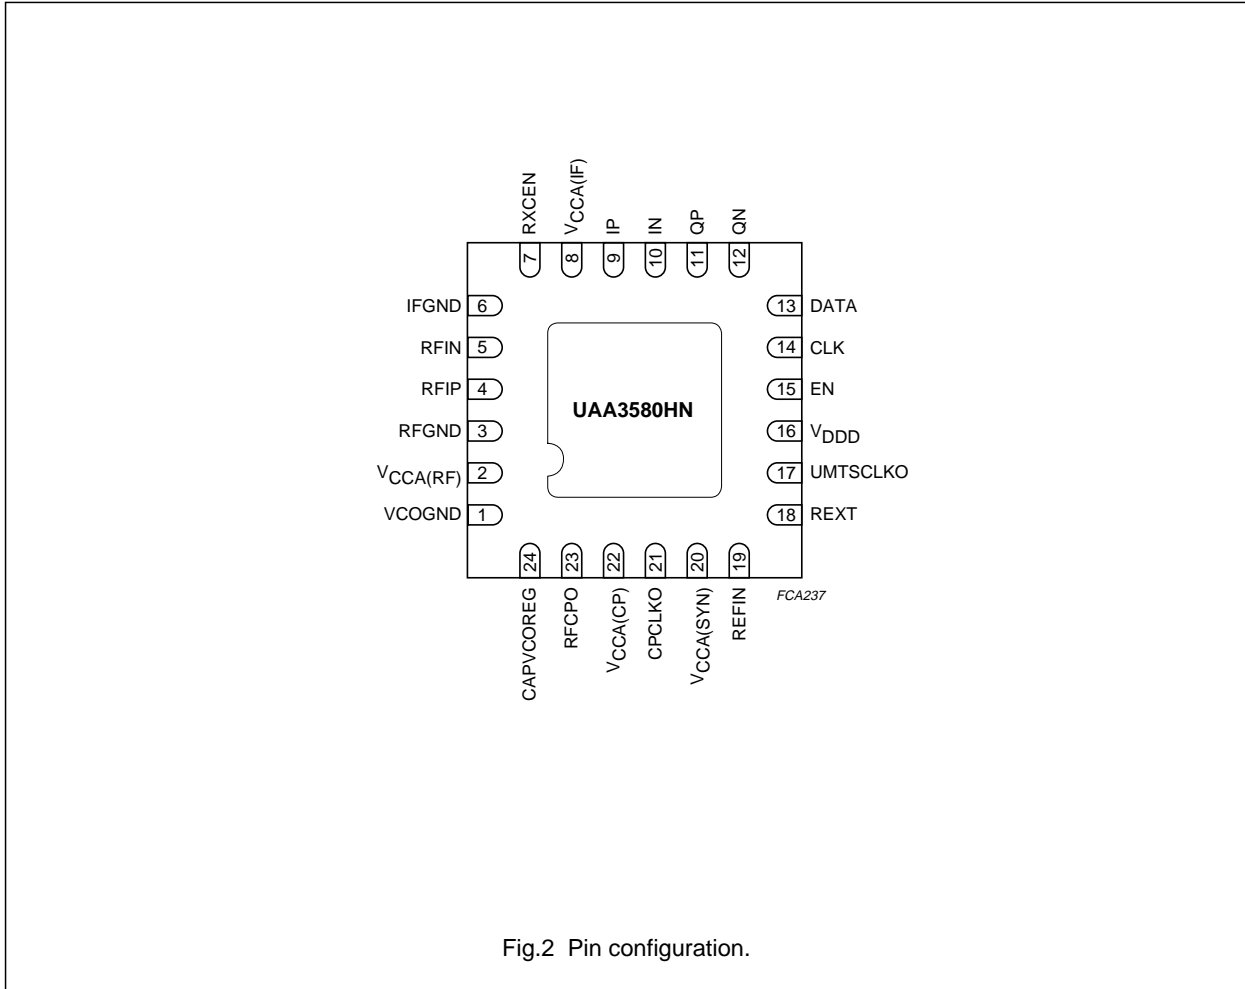 RXCEN
VCCA(IF)
IP
IN
QP
QN
7
8
9
10
11
12
IFGND 6
13 DATA
RFIN 5
14 CLK
RFIP 4
15 EN
UAA3580HN
RFGND 3
16 VDDD
VCCA(RF) 2
17 UMTSCLKO
VCOGND 1
18 REXT
24
23
22
21
20
19
CAPVCOREG
RFCPO
VCCA(CP)
CPCLKO
VCCA(SYN)
REFIN
FCA237
Fig.2 Pin configuration.